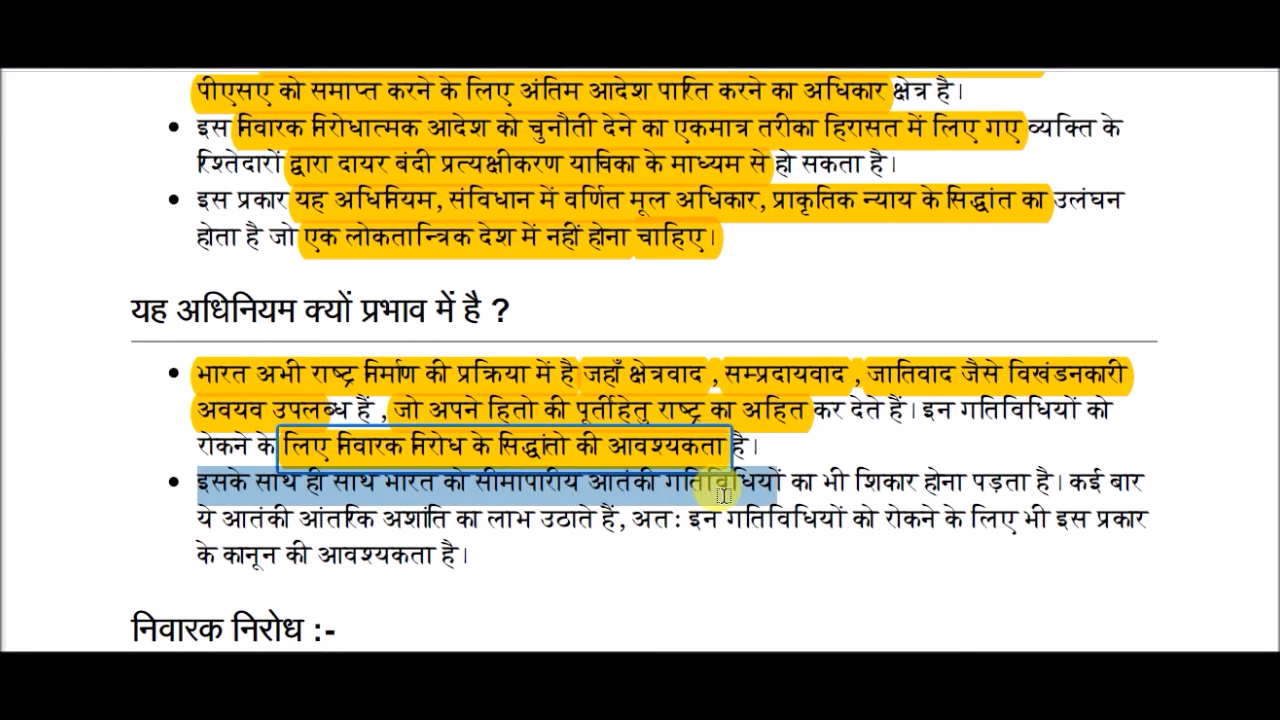 पीएसए को समाप्त करने के लिए अंतिम आदेश पारित करने का अधिकार क्षेत्र है।
इस निवारक निरोधात्मक आदेश को चुनौती देने का एकमात्र तरीका हिरासत में लिए गए व्यक्ति के
रिश्तेदारों द्वारा दायर बंदी प्रत्यक्षीकरण याचिका के माध्यम से हो सकता है।
इस प्रकार यह अधिनियम, संविधान में वर्णित मूल अधिकार, प्राकृतिक न्याय के सिद्धांत का उलंघन
होता है जो एक लोकतान्त्रिक देश में नहीं होना चाहिए।
यह अधिनियम क्यों प्रभाव में है ?
भारत अभी राष्ट्र निर्माण की प्रक्रिया में है जहाँ क्षेत्रवाद , सम्प्रदायवाद , जातिवाद जैसे विखंडनकारी
अवयव उपलब्ध हैं , जो अपने हितो की पूर्तीहेतु राष्ट्र का अहित कर देते हैं। इन गतिविधियों को
रोकने के लिए निवारक निरोध के सिद्धांतो की आवश्यकता है।
इसके साथ ही साथ भारत को सीमापारीय आतंकी गतिविधियों का भी शिकार होना पड़ता है। कई बार
ये आतंकी आंतरिक अशांति का लाभ उठाते हैं, अत: इन गतिविधियों को रोकने के लिए भी इस प्रकार
के कानून की आवश्यकता है।
निवारक निरोध :-